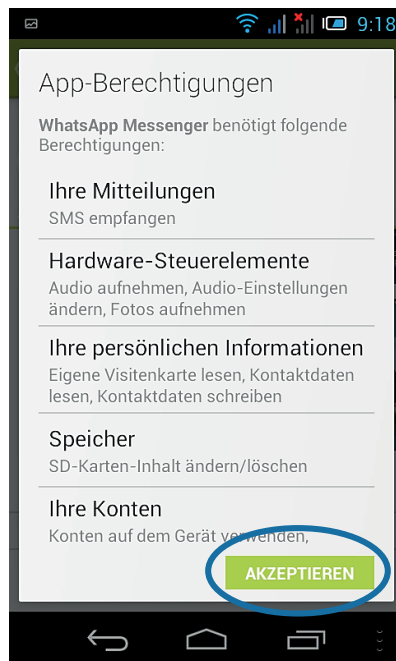 9:18
App-Berechtigungen
WhatsApp Messenger benötigt folgende
Berechtigungen:
Ihre Mitteilungen
SMS empfangen
Hardware-Steuerelemente
Audio aufnehmen, Audio-Einstellungen
ändern, Fotos aufnehmen
Ihre persönlichen Informationen
Eigene Visitenkarte lesen, Kontaktdaten
lesen, Kontaktdaten schreiben
Speicher
SD-Karten-Inhalt ändern/löschen
Ihre Konten
Konten auf dem Gerät verwenden,
AKZEPTIEREN